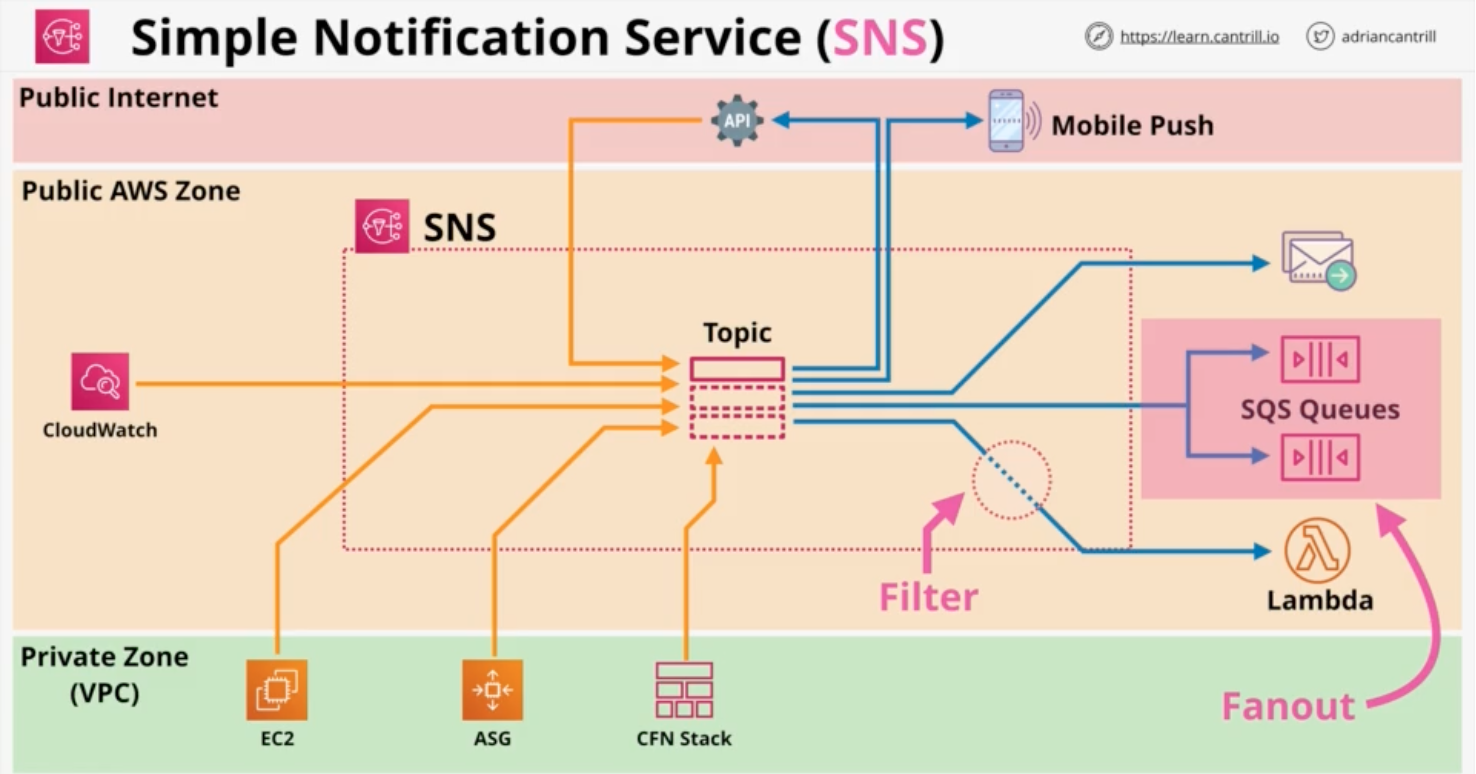 Simple Notification Service (SNS)
https://learn.cantrill.io
adriancantrill
Public Internet
API
Mobile Push
Public AWS Zone
SNS
Topic
CloudWatch
SQS Queues
Filter
Lambda
Private Zone
(VPC)
Fanout
EC2
ASG
CFN Stack